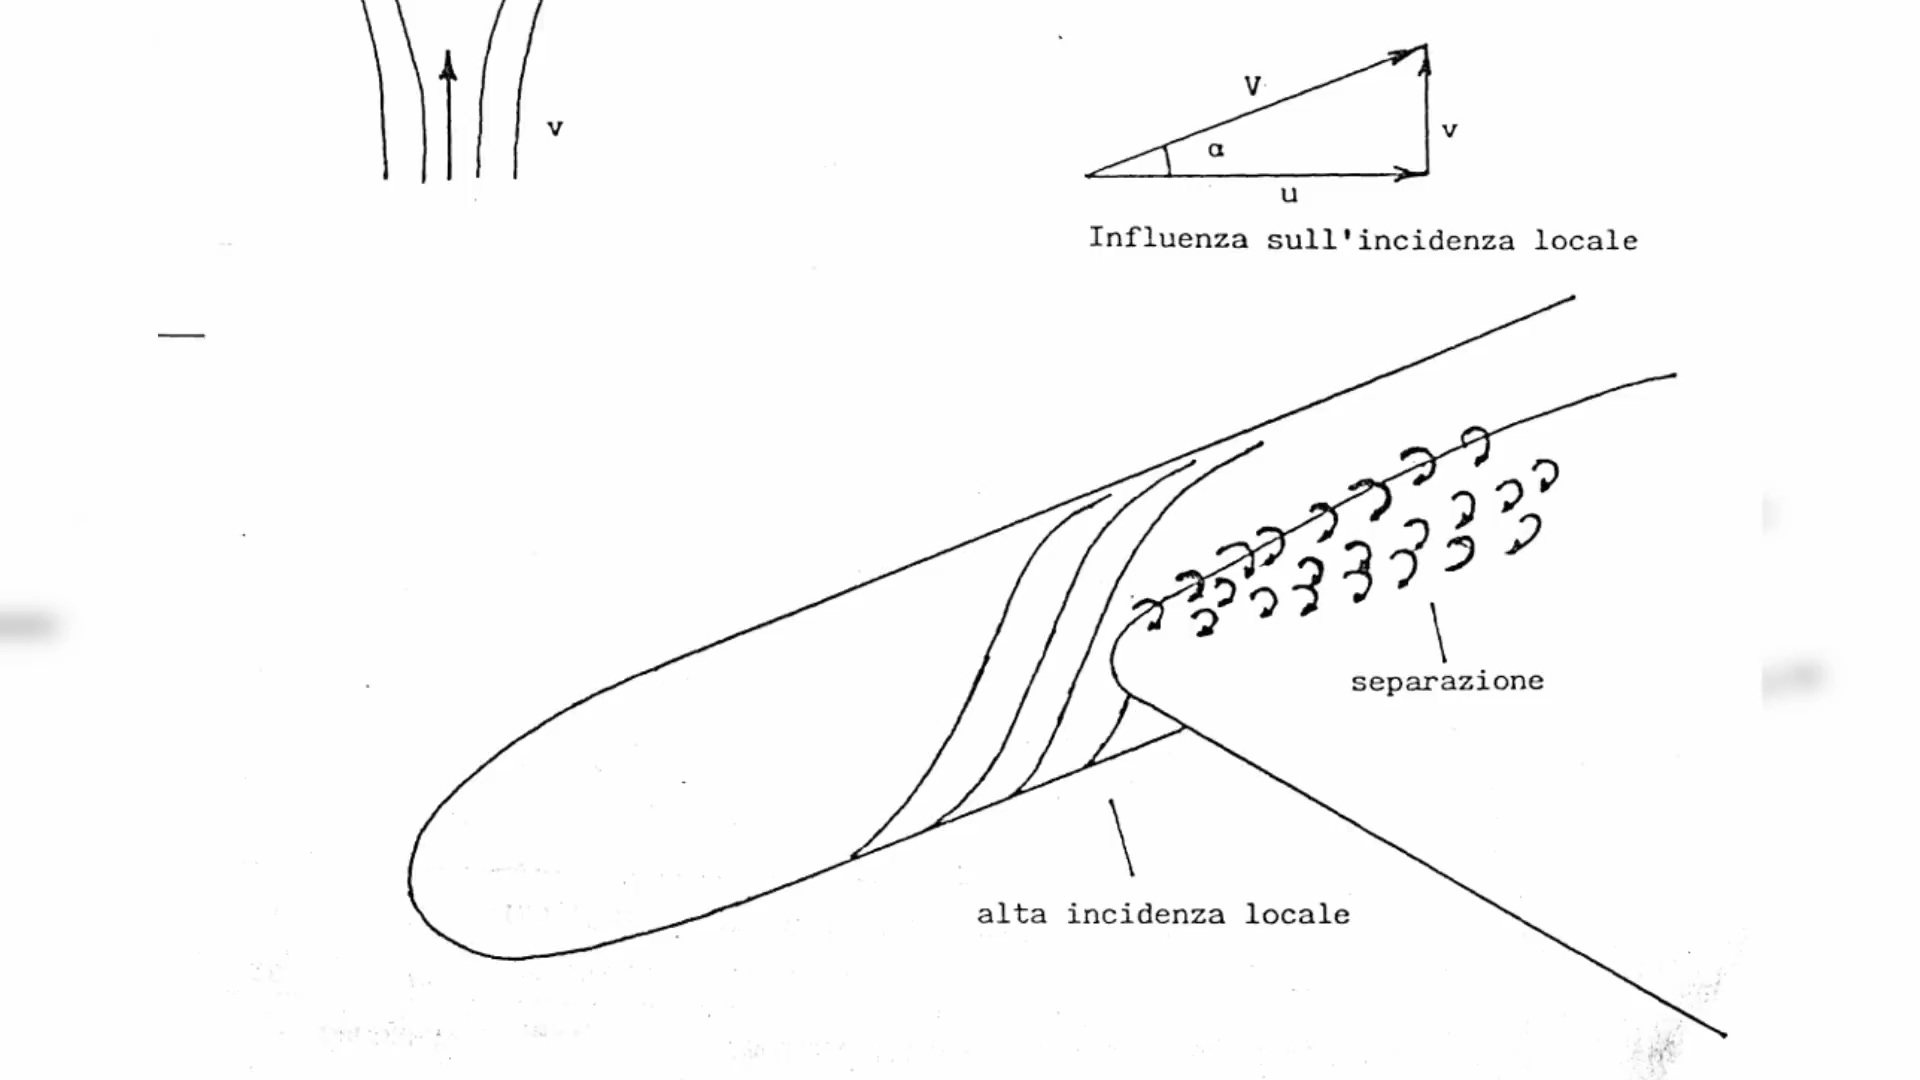 V
v
α
v
u
Influenza sull'incidenza locale
separazione
alta incidenza locale